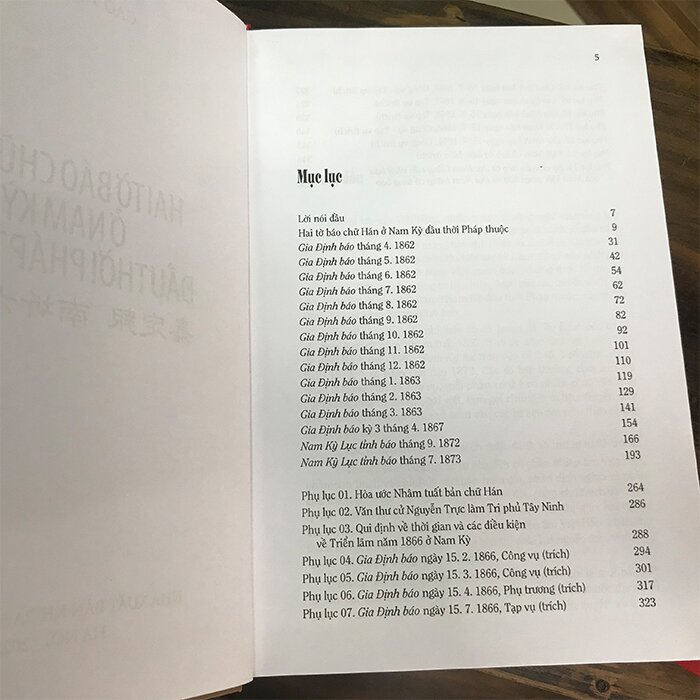 5
Mục lục
Lời nói đầu 7
Hai tờ báo chữ Hán ở Nam Kỳ đầu thời Pháp thuộc 9
Gia Định báo tháng 4. 1862 31
Gia Định báo tháng 5. 1862 42
Gia Định báo tháng 6. 1862 54
Gia Định báo tháng 7. 1862 62
Gia Định báo tháng 8. 1862 72
Gia Định báo tháng 9. 1862 82
Gia Định báo tháng 10. 1862 92
Gia Định báo tháng 11. 1862 101
Gia Định báo tháng 12. 1862 110
Gia Định báo tháng 1. 1863 119
Gia Định báo tháng 2. 1863 129
Gia Định báo tháng 3. 1863 141
Gia Định báo kỳ 3 tháng 4. 1867 154
Nam Kỳ Lục tỉnh báo tháng 9. 1872 166
Nam Kỳ Lục tỉnh báo tháng 7. 1873 193
Phụ lục 01. Hòa ước Nhâm tuất bản chữ Hán 264
Phụ lục 02. Văn thư cử Nguyễn Trực làm Tri phủ Tây Ninh 286
Phụ lục 03. Qui định về thời gian và các điều kiện
về Triển lãm năm 1866 ở Nam Kỳ 288
Phụ lục 04. Gia Định báo ngày 15. 2. 1866, Công vụ (trích) 294
Phụ lục 05. Gia Định báo ngày 15. 3. 1866, Công vụ (trích) 301
Phụ lục 06. Gia Định báo ngày 15. 4. 1866, Phụ trương (trích) 317
Phụ lục 07. Gia Định báo ngày 15. 7. 1866, Tạp vụ (trích) 323